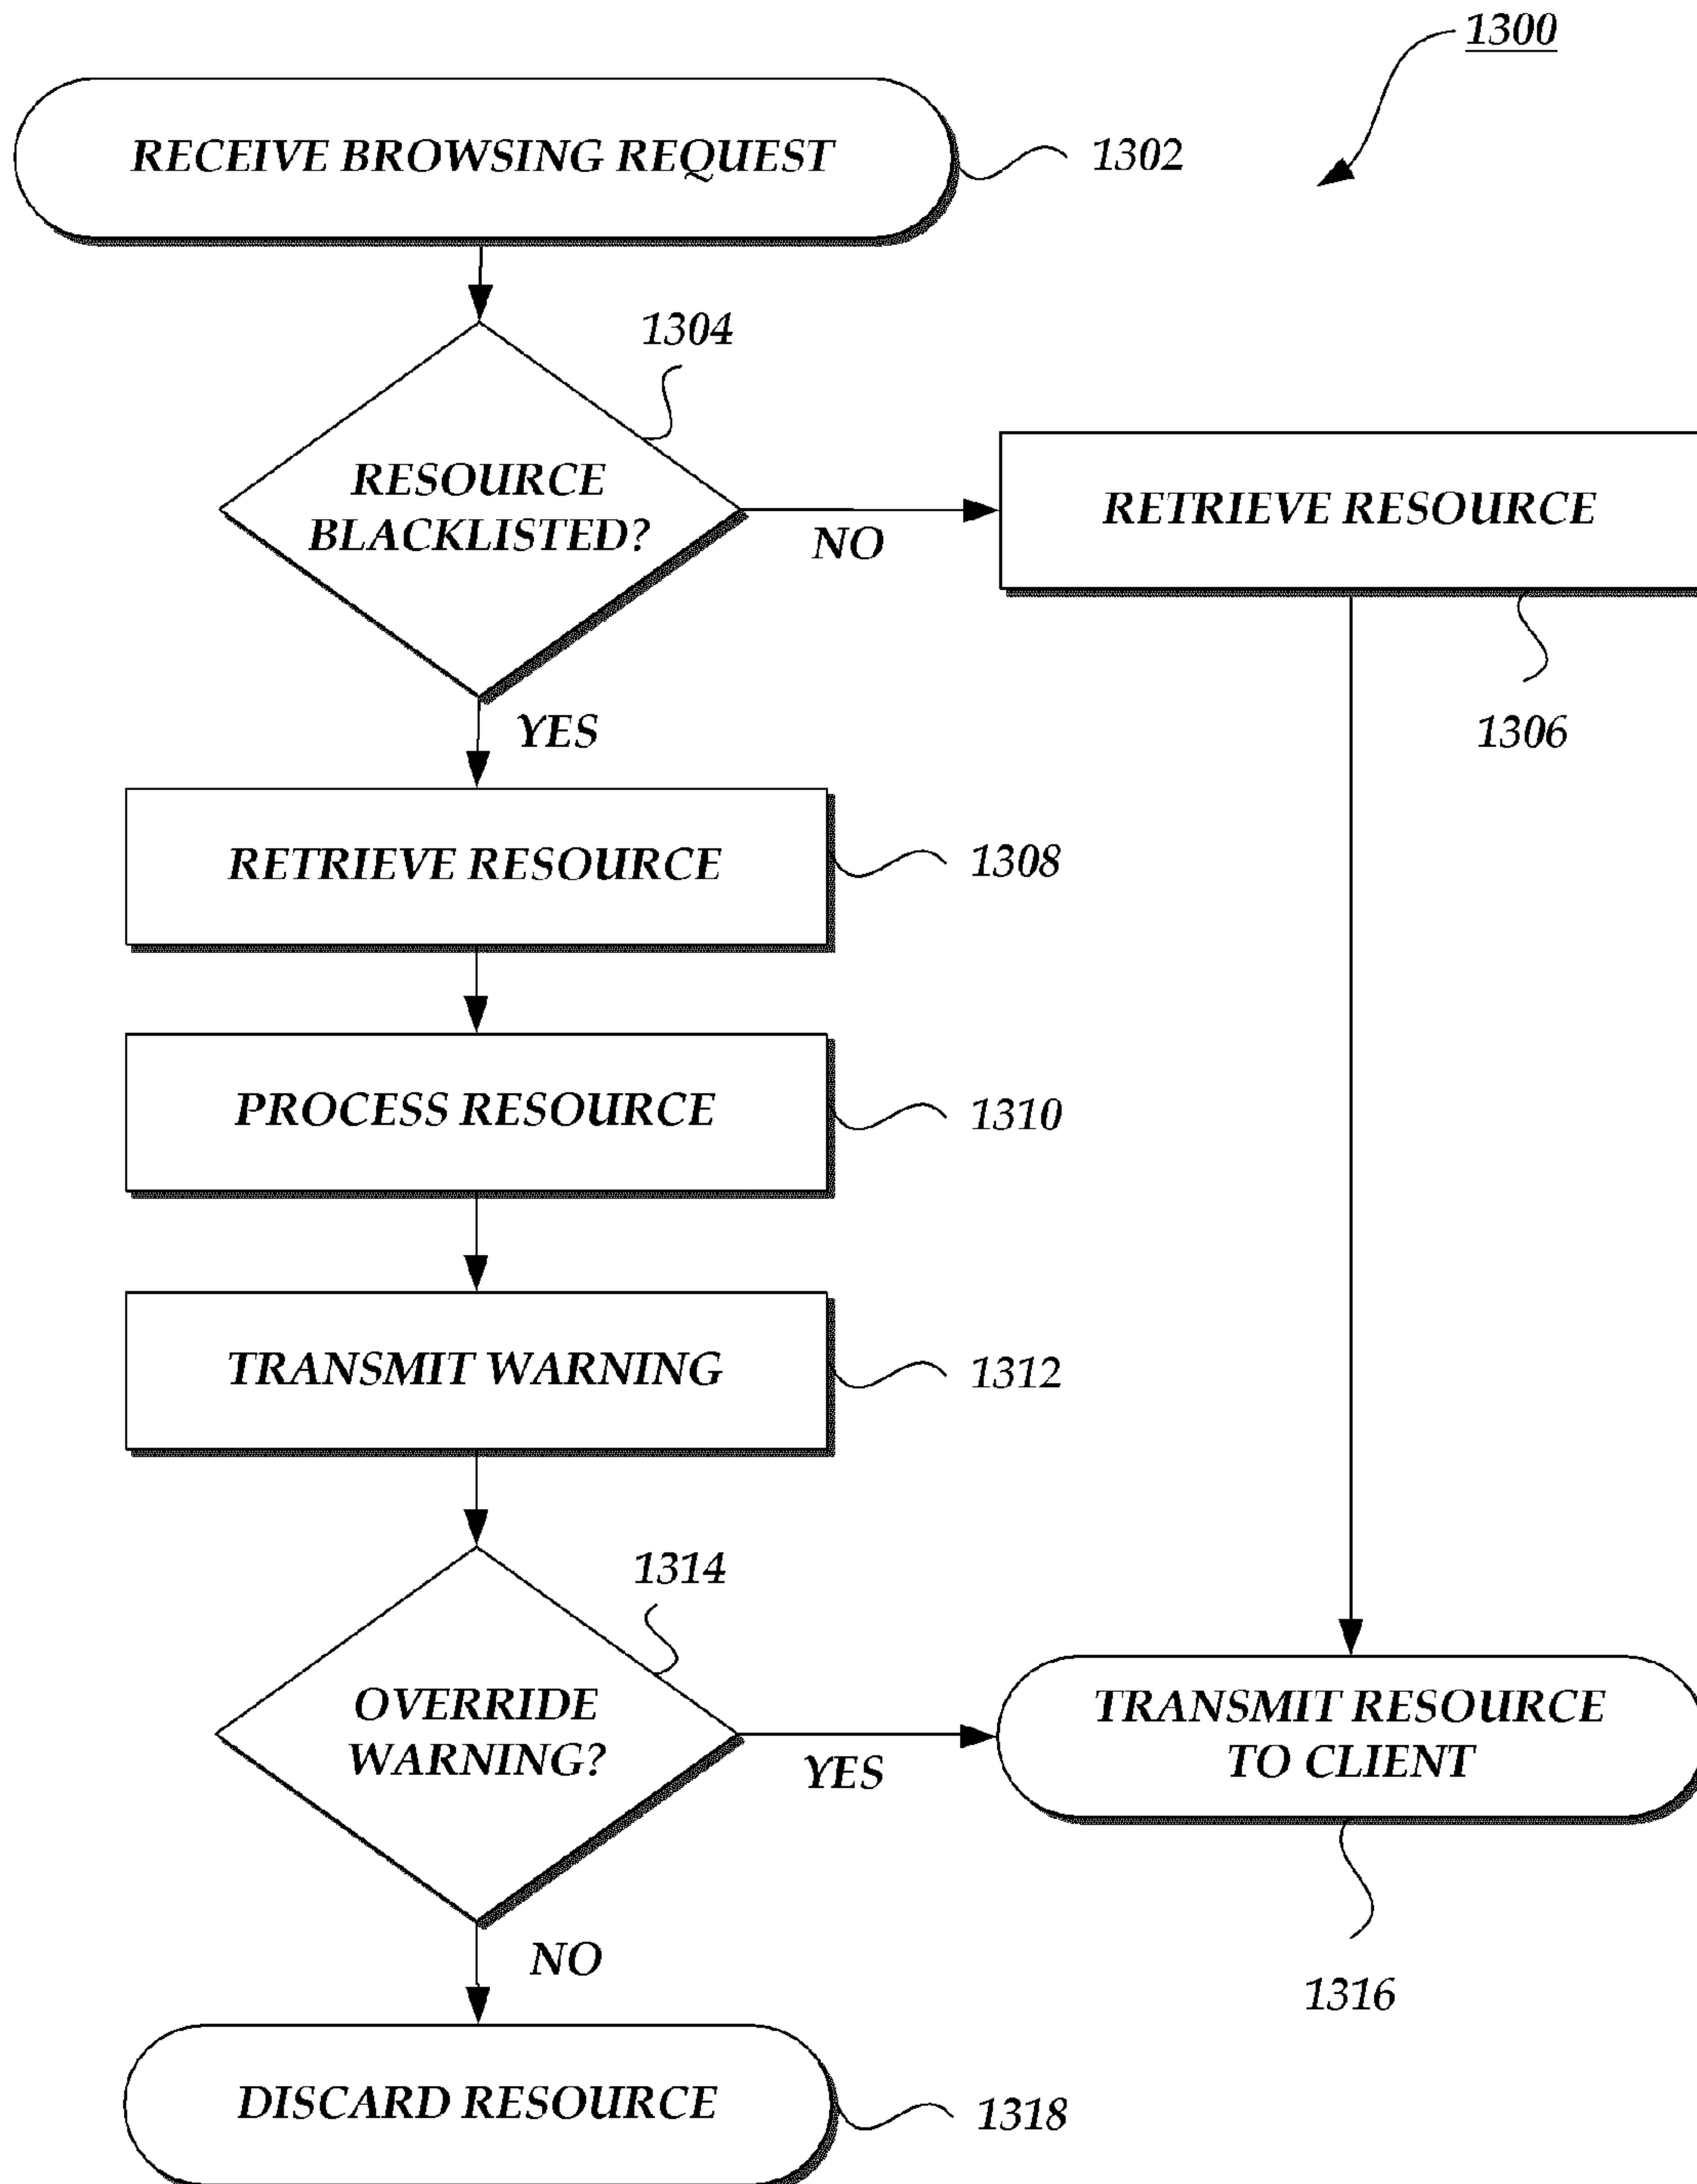 1300
RECEIVE BROWSING REQUEST
1302
1304
RESOURCE
BLACKLISTED?
NO
RETRIEVE RESOURCE
1306
YES
RETRIEVE RESOURCE
1308
PROCESS RESOURCE
1310
TRANSMIT WARNING
1312
1314
OVERRIDE
WARNING?
YES
TRANSMIT RESOURCE
TO CLIENT
1316
NO
DISCARD RESOURCE
1318